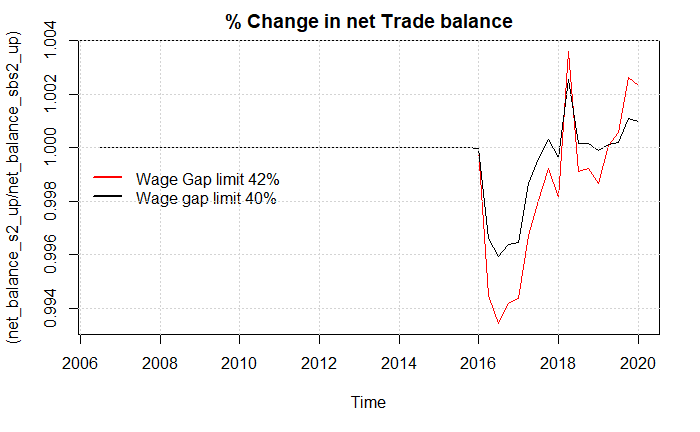 % Change in net Trade balance
(net_balance_s2_up/net_balance_sbs2_up)
1.004
1.002
1.000
0.998
0.996
0.994
Wage Gap limit 42%
Wage gap limit 40%
2006 2008 2010 2012 2014 2016 2018 2020
Time